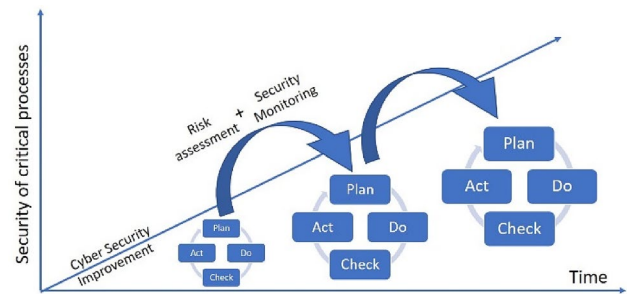 Security of critical processes
Risk
assessment
+
Security
Monitoring
Cyber Security
Improvement
Plan
Act
Do
Check
Plan
Act
Do
Check
Plan
Act
Do
Check
Time